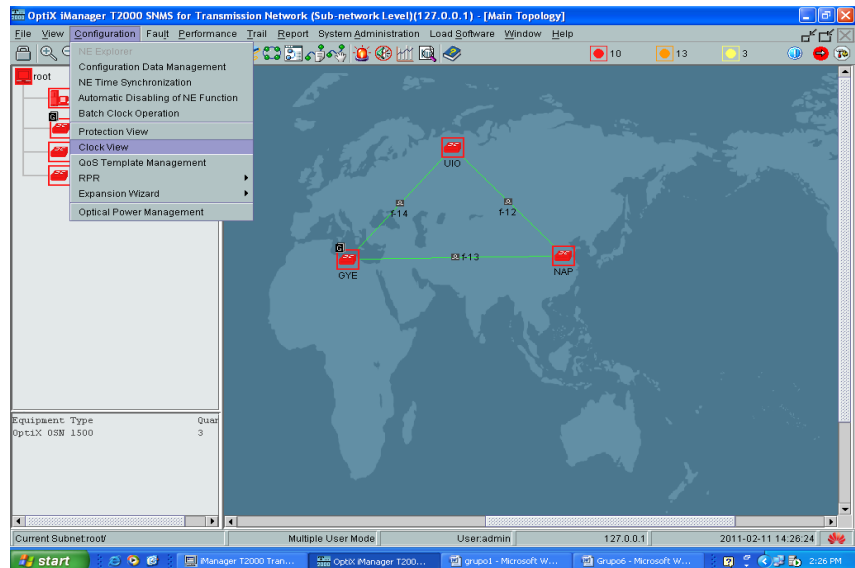 OptiX iManager T2000 SNMS for Transmission Network (Sub-network Level)(127.0.0.1) - [Main Topology]
File View Configuration Fault Performance Trail Report System Administration Load Software Window Help
10 13 3
root
NE Explorer
Configuration Data Management
NE Time Synchronization
Automatic Disabling of NE Function
Batch Clock Operation
Protection View
Clock View
QoS Template Management
RPR
Expansion Wizard
Optical Power Management
G
UIO
f-14
f-12
G
f-13
GYE
NAP
Equipment Type Quan
OptiX OSN 1500 3
Current Subnet:root/ Multiple User Mode User:admin 127.0.0.1 2011-02-11 14:26:24
start iManager T2000 Tran... OptiX iManager T200... grupo1 - Microsoft W... Grupo6 - Microsoft W... 2:26 PM